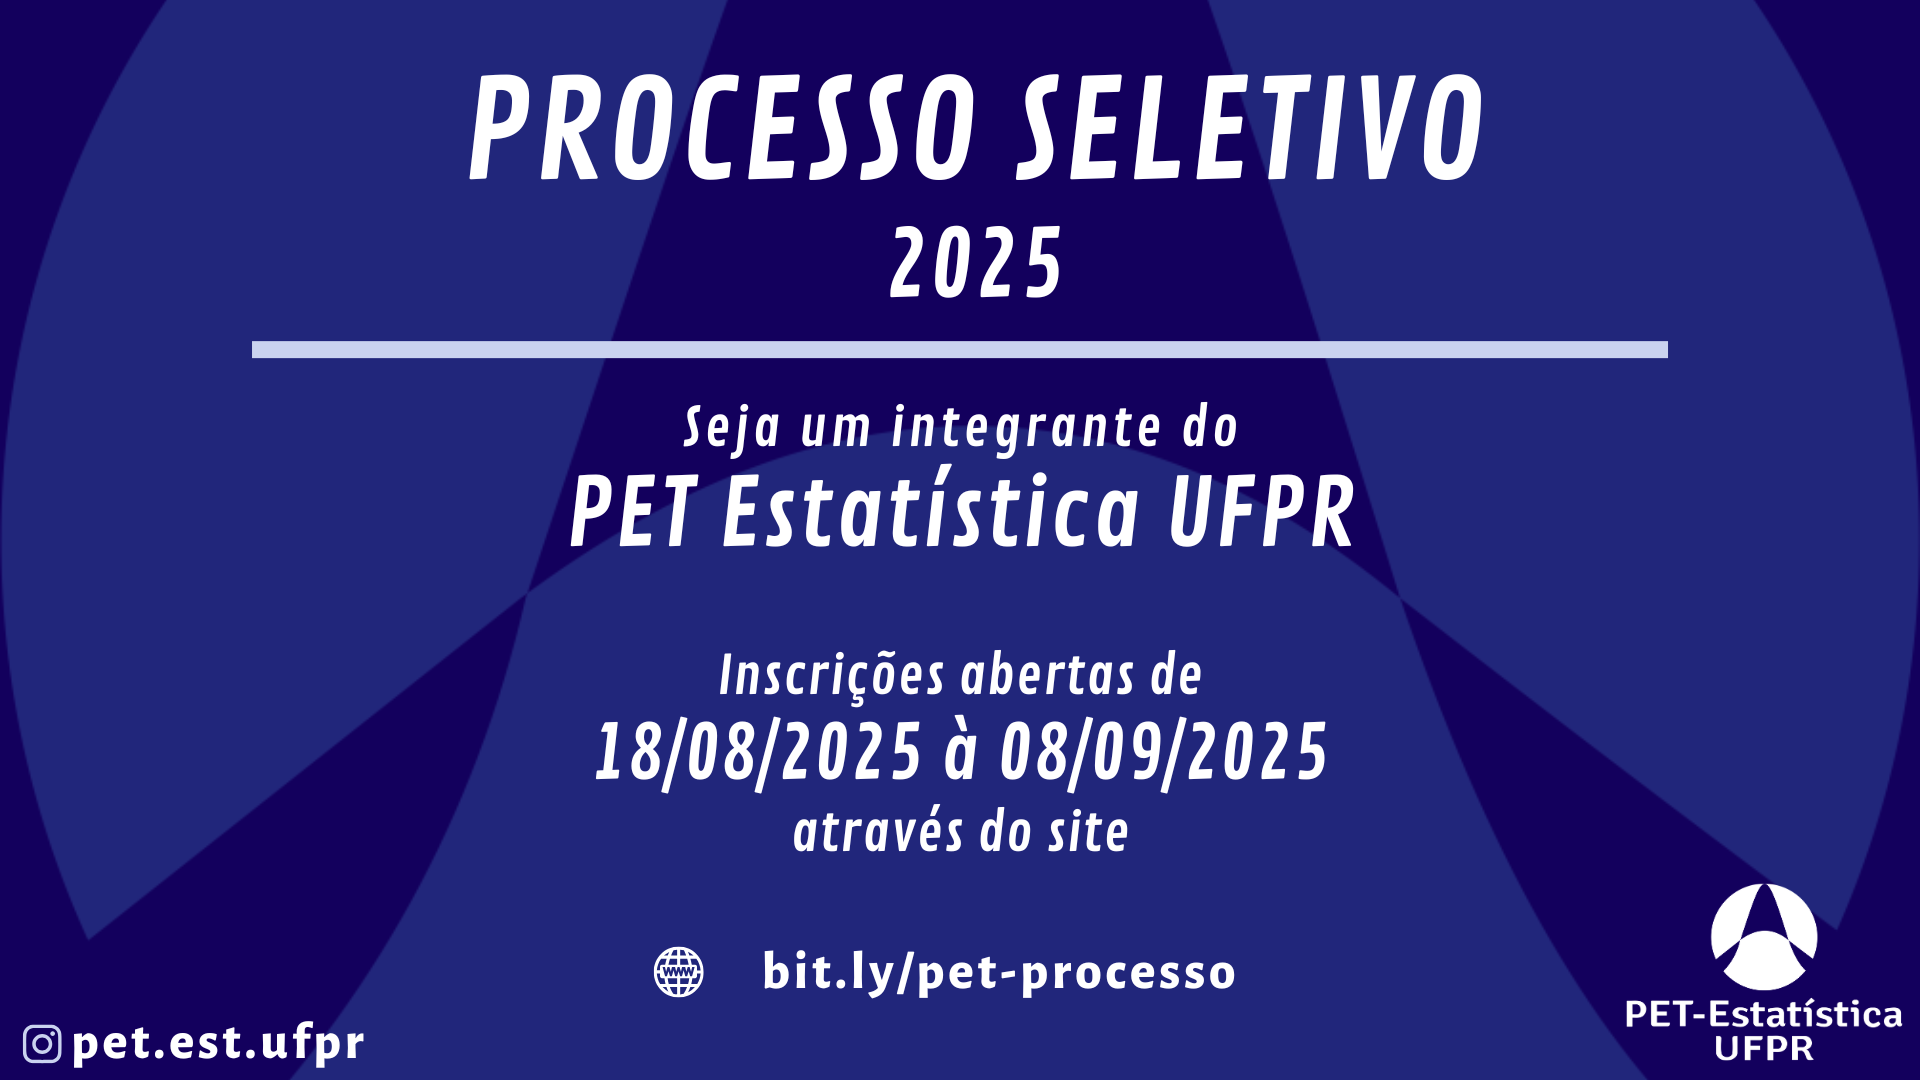 PROCESSO SELETIVO
2025
Seja um integrante do
PET Estatística UFPR
Inscrições abertas de
18/08/2025 à 08/09/2025
através do site
WWW
bit.ly/pet-processo
pet.est.ufpr
PET-Estatística
UFPR